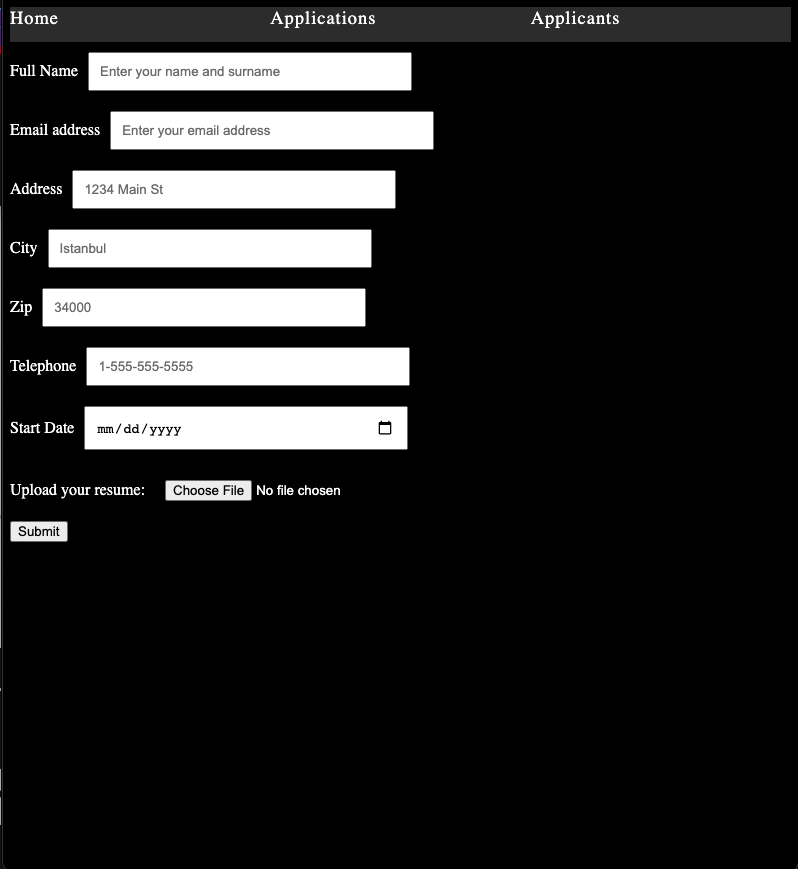 Home Applications Applicants
Full Name Enter your name and surname
Email address Enter your email address
Address 1234 Main St
City Istanbul
Zip 34000
Telephone 1-555-555-5555
Start Date mm/dd/yyyy
Upload your resume: Choose File No file chosen
Submit